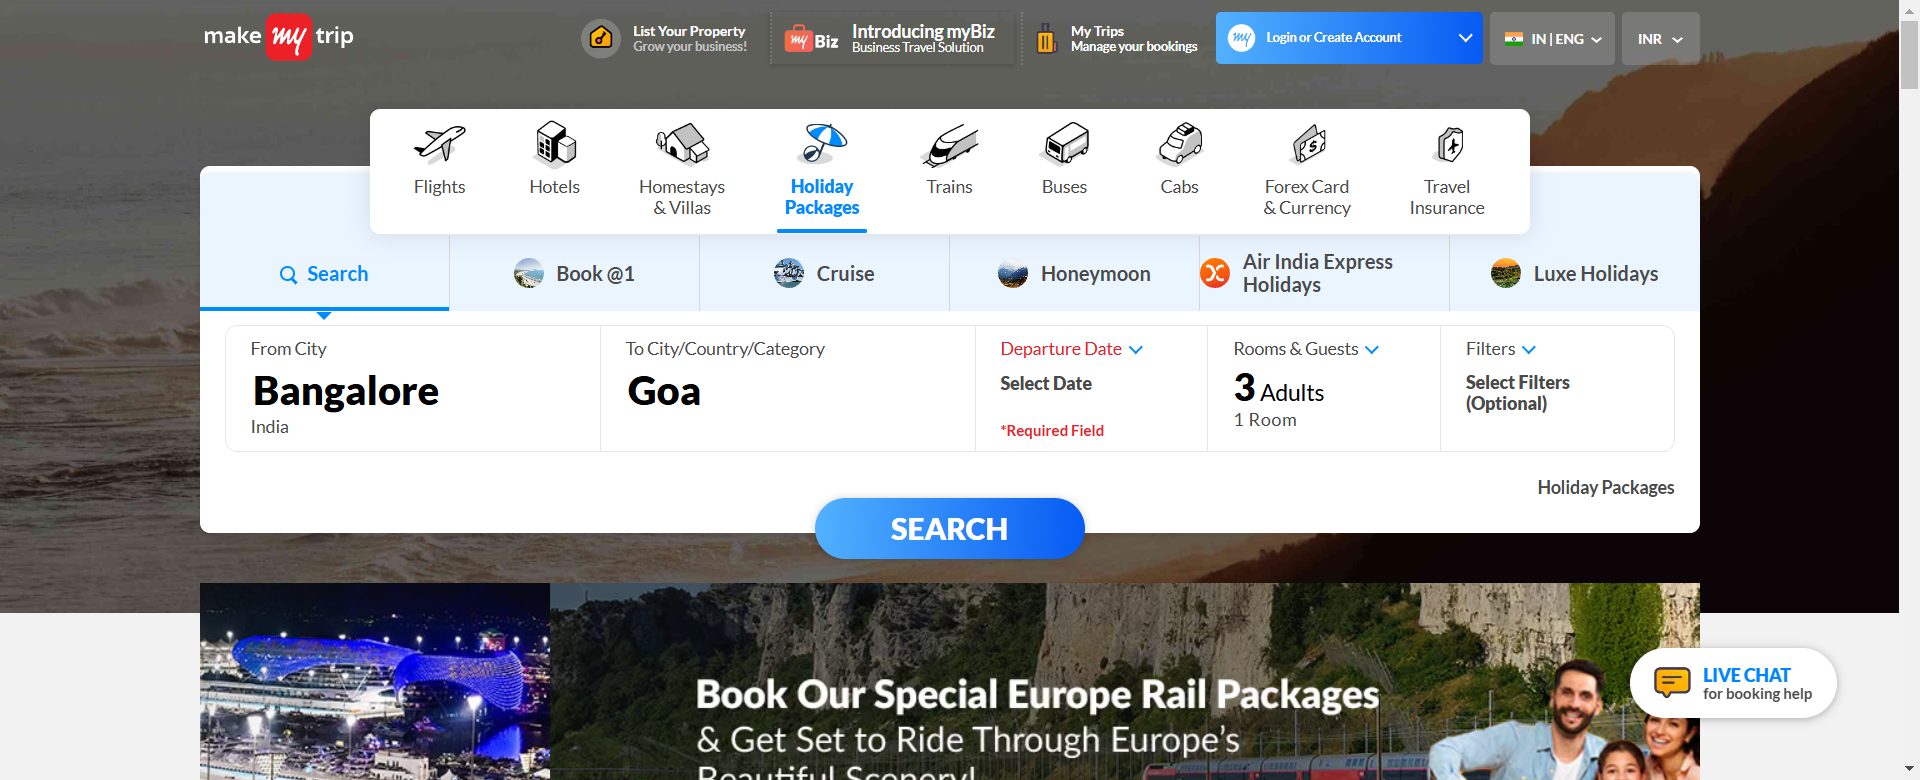 make my trip
List Your Property
Grow your business!
my Biz
Introducing myBiz
Business Travel Solution
My Trips
Manage your bookings
my
Login or Create Account
IN | ENG
INR
Flights
Hotels
Homestays
& Villas
Holiday
Packages
Trains
Buses
Cabs
Forex Card
& Currency
Travel
Insurance
Search
Book @1
Cruise
Honeymoon
Air India Express
Holidays
Luxe Holidays
From City
Bangalore
India
To City/Country/Category
Goa
Departure Date
Select Date
*Required Field
Rooms & Guests
3 Adults
1 Room
Filters
Select Filters
(Optional)
Holiday Packages
SEARCH
Book Our Special Europe Rail Packages
& Get Set to Ride Through Europe's
Beautiful Scenery!
LIVE CHAT
for booking help